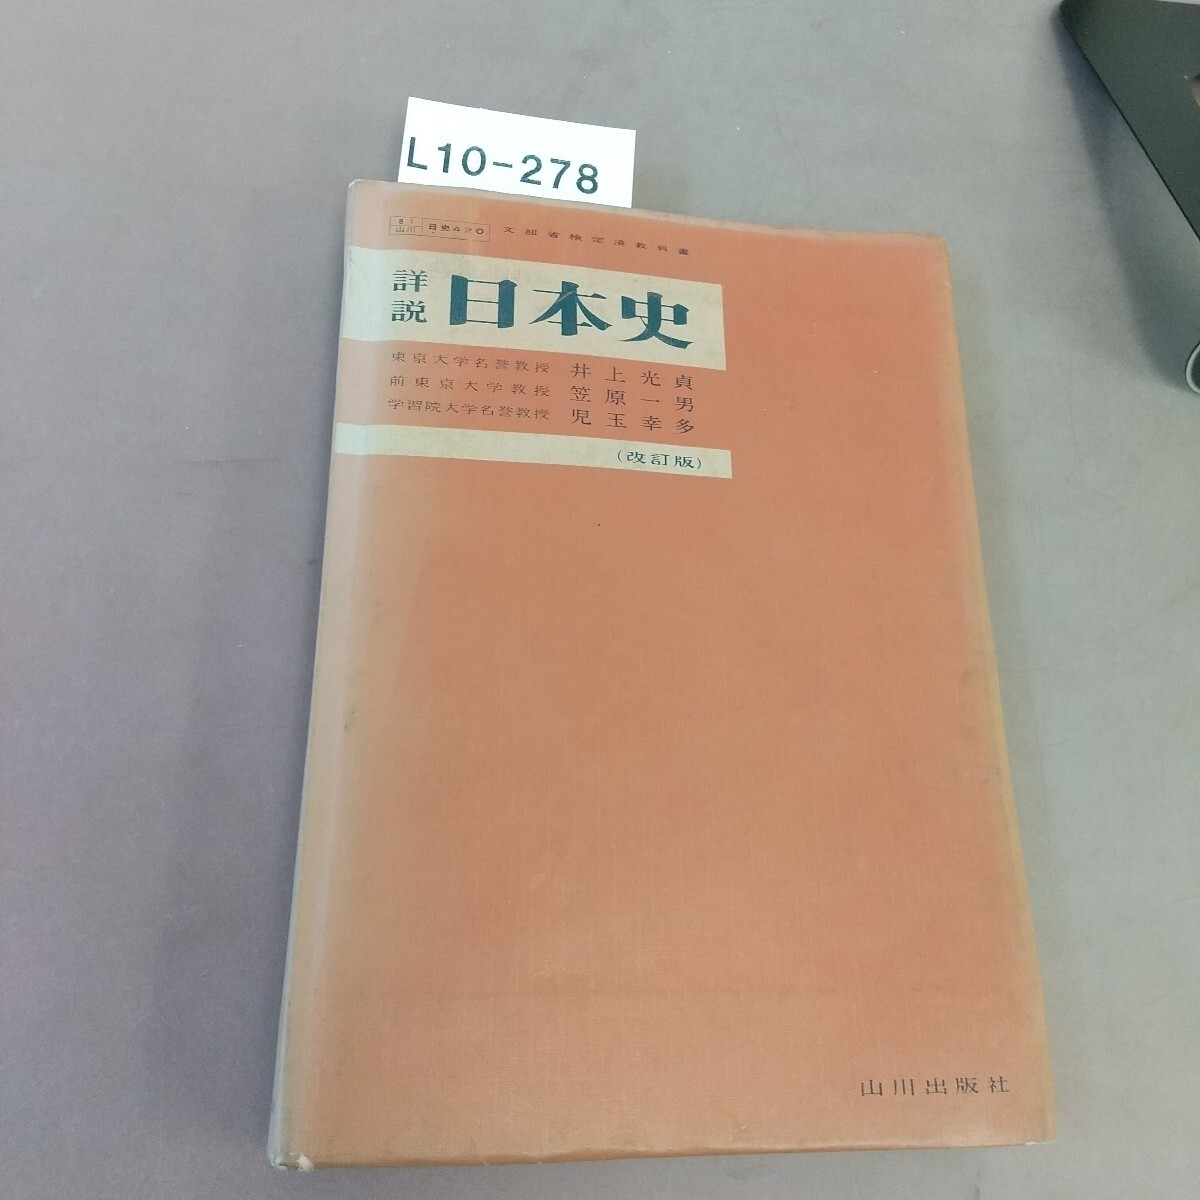 L10-278
81
山川 日史420 文部省検定済教科書
詳説 日本史
東京大学名誉教授 井上光貞
前東京大学教授 笠原一男
学習院大学名誉教授 児玉幸多
(改訂版)
山川出版社